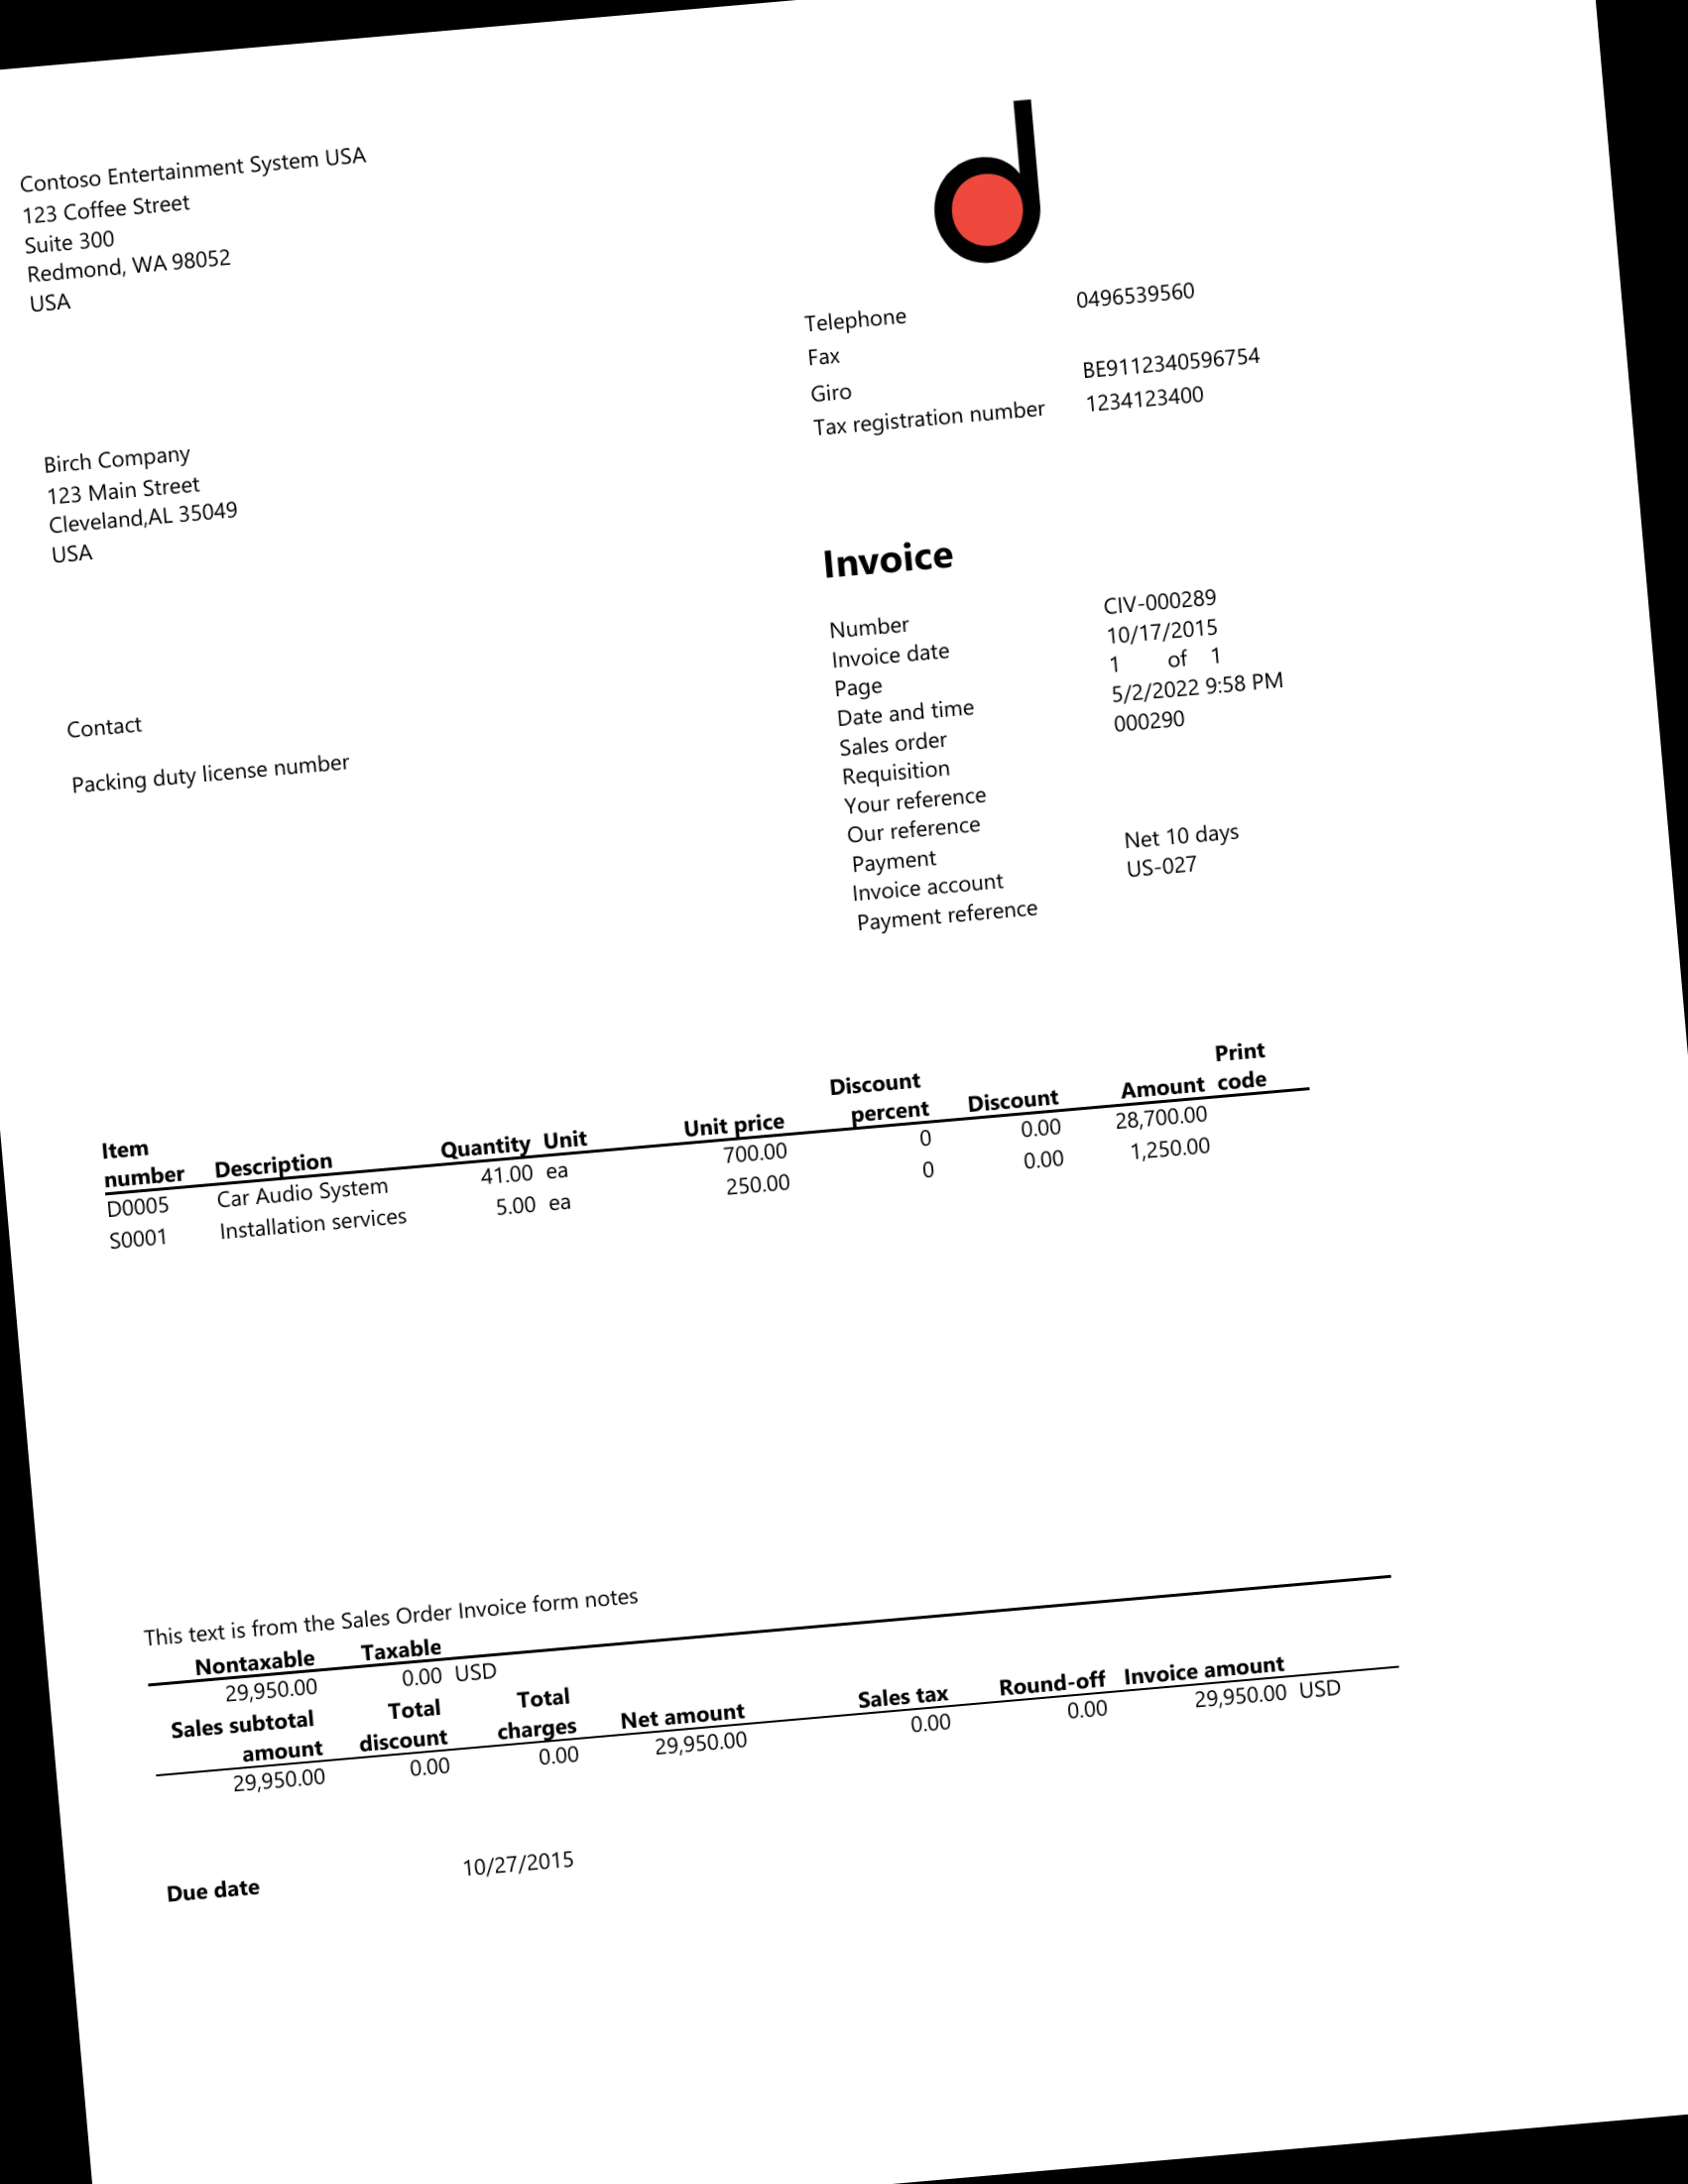 Contoso Entertainment System USA
123 Coffee Street
Suite 300
Redmond, WA 98052
USA
Telephone 0496539560
Fax
Giro BE9112340596754
Tax registration number 1234123400
Birch Company
123 Main Street
Cleveland,AL 35049
USA
Invoice
Number CIV-000289
Invoice date 10/17/2015
Page 1 of 1
Date and time 5/2/2022 9:58 PM
Sales order 000290
Requisition
Your reference
Our reference
Payment Net 10 days
Invoice account US-027
Payment reference
Contact
Packing duty license number
Item number Description Quantity Unit Unit price Discount percent Discount Amount Print code
D0005 Car Audio System 41.00 ea 700.00 0 0.00 28,700.00
S0001 Installation services 5.00 ea 250.00 0 0.00 1,250.00
This text is from the Sales Order Invoice form notes
Nontaxable Taxable
29,950.00 0.00 USD
Sales subtotal amount Total discount Total charges Net amount Sales tax Round-off Invoice amount
29,950.00 0.00 0.00 29,950.00 0.00 0.00 29,950.00 USD
Due date 10/27/2015